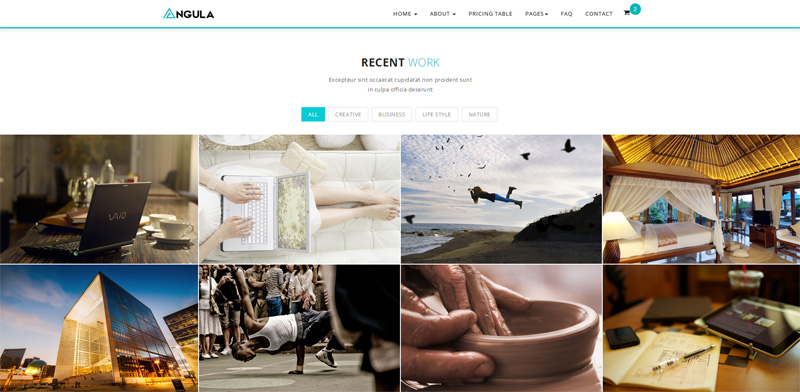 ANGULA
HOME ABOUT PRICING TABLE PAGES FAQ CONTACT 2
RECENT WORK
Excepteur sint occaecat cupidatat non proident sunt
in culpa officia deserunt
ALL CREATIVE BUSINESS LIFE STYLE NATURE
VAIO